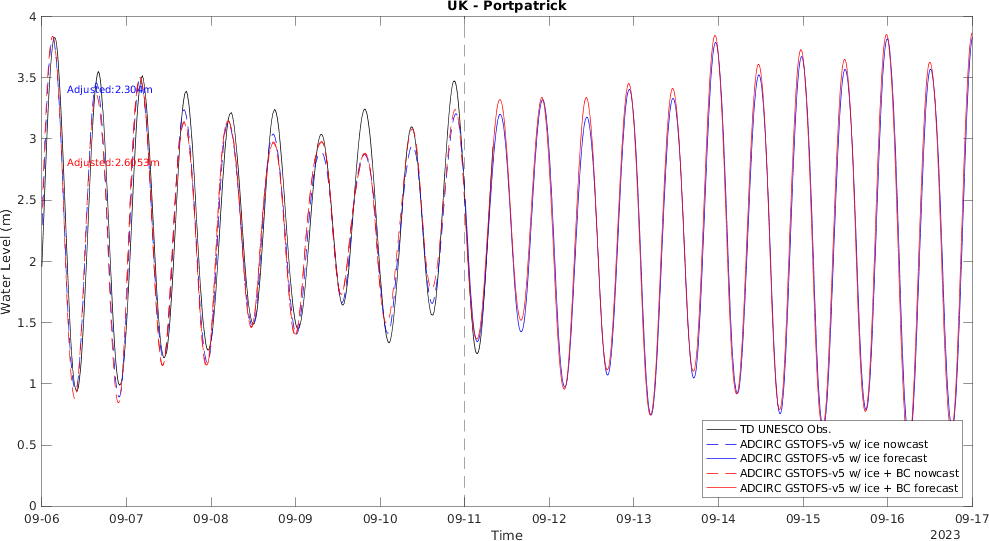 UK - Portpatrick
4
3.5
3
2.5
2
1.5
1
0.5
0
Water Level (m)
Adjusted:2.304m
Adjusted:2.6053m
TD UNESCO Obs.
ADCIRC GSTOFS-v5 w/ ice nowcast
ADCIRC GSTOFS-v5 w/ ice forecast
ADCIRC GSTOFS-v5 w/ ice + BC nowcast
ADCIRC GSTOFS-v5 w/ ice + BC forecast
09-06 09-07 09-08 09-09 09-10 09-11 09-12 09-13 09-14 09-15 09-16 09-17
Time
2023